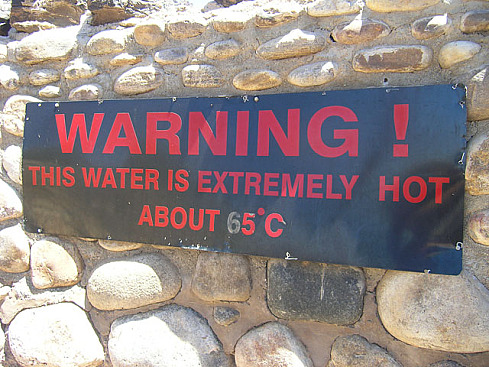 WARNING !
THIS WATER IS EXTREMELY HOT
ABOUT 65°C